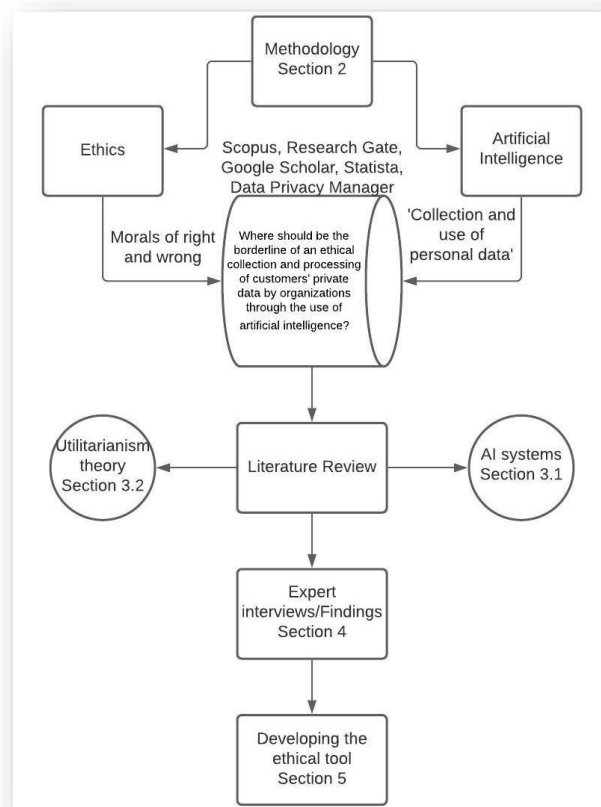 Methodology
Section 2
Ethics
Scopus, Research Gate,
Google Scholar, Statista,
Data Privacy Manager
Artificial
Intelligence
Morals of right
and wrong
Where should be the
borderline of an ethical
collection and processing
of customers' private
data by organizations
through the use of
artificial intelligence?
'Collection and
use of
personal data'
Utilitarianism
theory
Section 3.2
Literature Review
AI systems
Section 3.1
Expert
interviews/Findings
Section 4
Developing the
ethical tool
Section 5